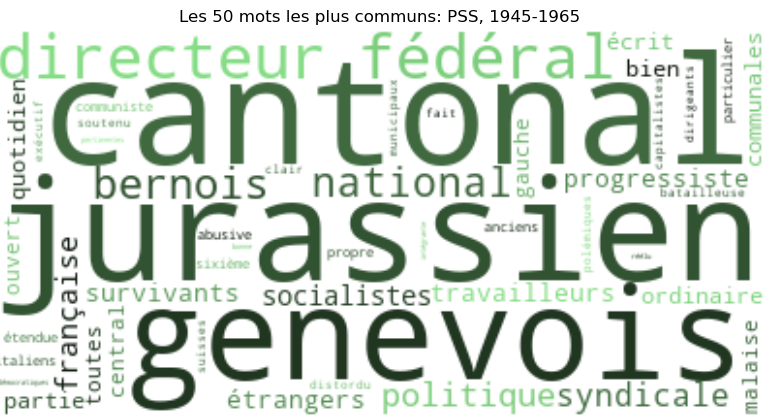 Les 50 mots les plus communs: PSS, 1945-1965
directeur fédéral
écrit
bien
particulier
communales
cantonal
quotidien
exécutif
communiste
soutenu
pertinentes
municipaux
fait
capitalistes
dirigeants
clair
bernois
national
gauche
progressiste
batailleuse
jurassien
ouvert
française
abusive
bonne
sixième
propre
anciens
polémiques
survivants
socialistes
travailleurs
ordinaire
genevois
étendue
italiens
démocratiques
toutes
central
suisses
malaise
partie
étrangers
distordu
politique
syndicale